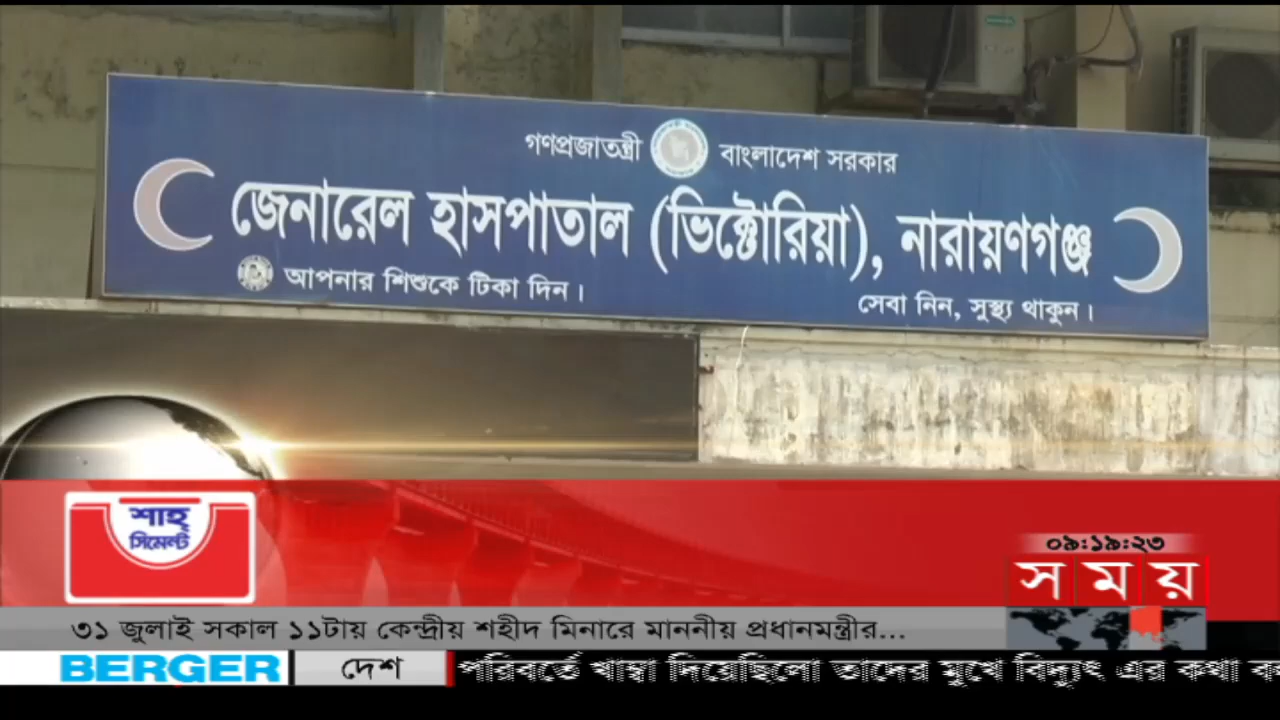 গণপ্রজাতন্ত্রী বাংলাদেশ সরকার
জেনারেল হাসপাতাল (ভিক্টোরিয়া), নারায়ণগঞ্জ
আপনার শিশুকে টিকা দিন।
সেবা নিন, সুস্থ্য থাকুন।
শাহ্
সিমেন্ট
০৯:১৯:২৩
সময়
৩১ জুলাই সকাল ১১টায় কেন্দ্রীয় শহীদ মিনারে মাননীয় প্রধানমন্ত্রীর...
BERGER দেশ পরিবর্তে খাম্বা দিয়েছিলো তাদের মুখে বিদ্যুৎ এর কথা